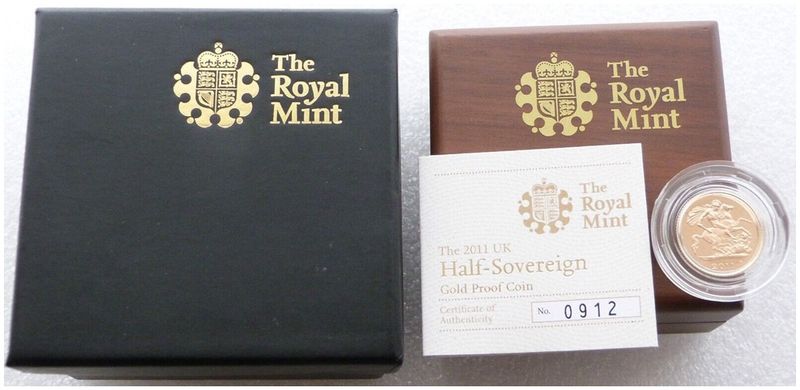 The
Royal
Mint
The
Royal
Mint
The
Royal
Mint
The 2011 UK
Half-Sovereign
Gold Proof Coin
Certificate of
Authenticity
No. 0912